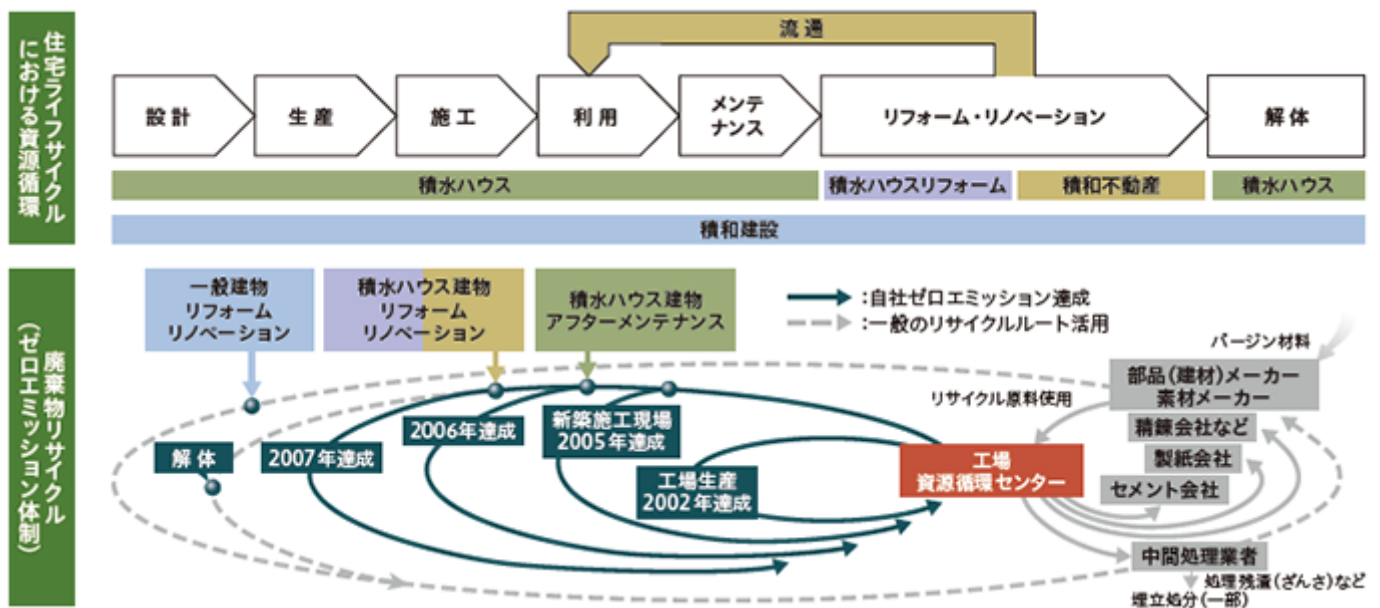 住宅ライフサイクル
における資源循環
流通
設計
生産
施工
利用
メンテ
ナンス
リフォーム・リノベーション
解体
積水ハウス
積水ハウスリフォーム
積和不動産
積水ハウス
積和建設
廃棄物リサイクル
(ゼロエミッション体制)
一般建物
リフォーム
リノベーション
積水ハウス建物
リフォーム
リノベーション
積水ハウス建物
アフターメンテナンス
:自社ゼロエミッション達成
:一般のリサイクルルート活用
バージン材料
部品(建材)メーカー
素材メーカー
リサイクル原料使用
精錬会社など
製紙会社
セメント会社
解体
2007年達成
2006年達成
新築施工現場
2005年達成
工場生産
2002年達成
工場
資源循環センター
中間処理業者
処理残渣(ざんさ)など
埋立処分(一部)